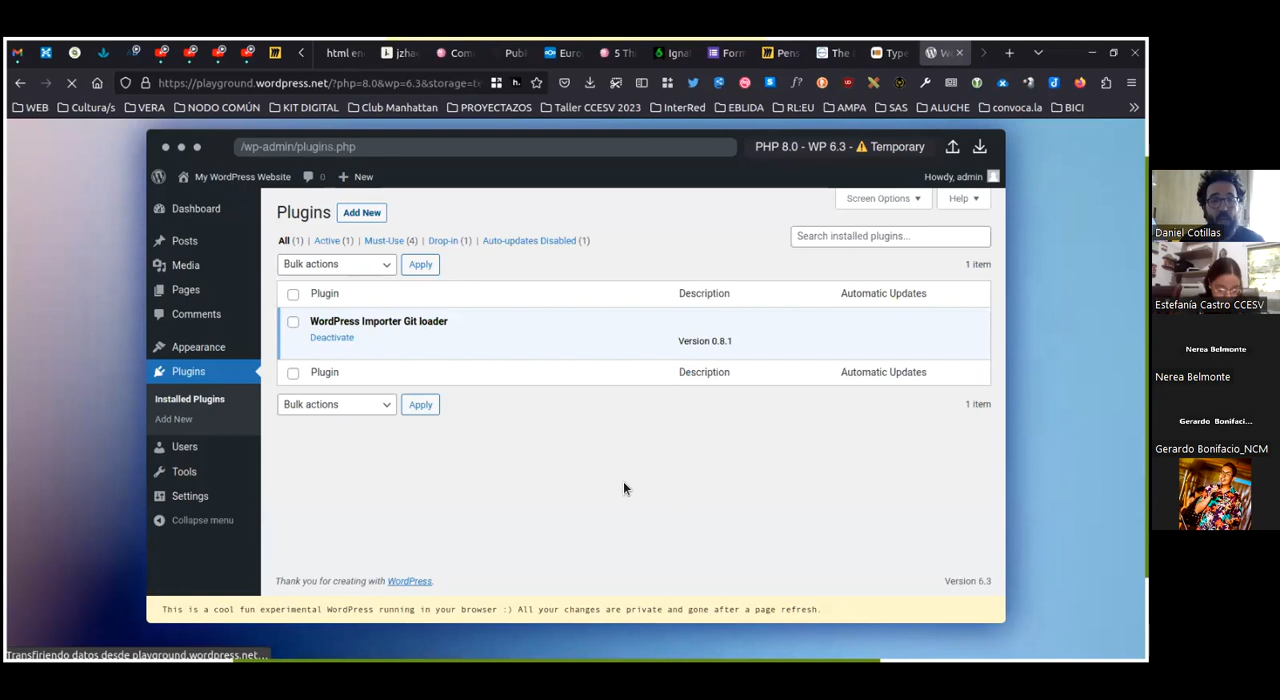 html en
jzha
Com
Publ
Euro
5 Th
Ignat
Form
Pens
The
Type
W
https://playground.wordpress.net/?php=8.0&wp=6.3&storage=
WEB
Cultura/s
VERA
NODO COMÚN
KIT DIGITAL
Club Manhattan
PROYECTAZOS
Taller CCESV 2023
InterRed
EBLIDA
RL:EU
AMPA
SAS
ALUCHE
convoca.la
BICI
/wp-admin/plugins.php
PHP 8.0 - WP 6.3 - ⚠ Temporary
My WordPress Website
0
+ New
Howdy, admin
Dashboard
Posts
Media
Pages
Comments
Appearance
Plugins
Installed Plugins
Add New
Users
Tools
Settings
Collapse menu
Screen Options ▼
Help ▼
Plugins
Add New
All (1) | Active (1) | Must-Use (4) | Drop-in (1) | Auto-updates Disabled (1)
Search installed plugins...
Bulk actions
Apply
1 item
Plugin
Description
Automatic Updates
WordPress Importer Git loader
Deactivate
Version 0.8.1
Plugin
Description
Automatic Updates
Bulk actions
Apply
1 item
Thank you for creating with WordPress.
Version 6.3
This is a cool fun experimental WordPress running in your browser :) All your changes are private and gone after a page refresh.
Transfiriendo datos desde playground.wordpress.net...
Daniel Cotillas
Estefanía Castro CCESV
Nerea Belmonte
Nerea Belmonte
Gerardo Bonifaci...
Gerardo Bonifacio_NCM